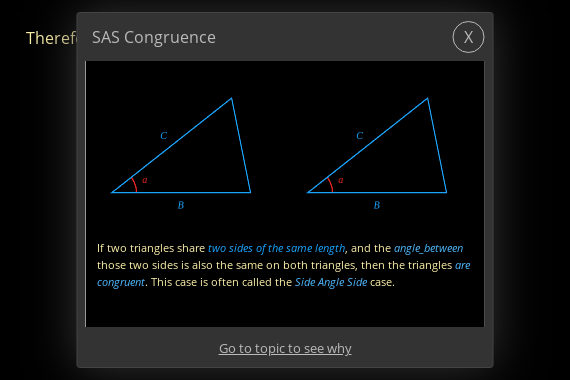 Theref
SAS Congruence
X
C
a
B
C
a
B
If two triangles share two sides of the same length, and the angle_between
those two sides is also the same on both triangles, then the triangles are
congruent. This case is often called the Side Angle Side case.
Go to topic to see why